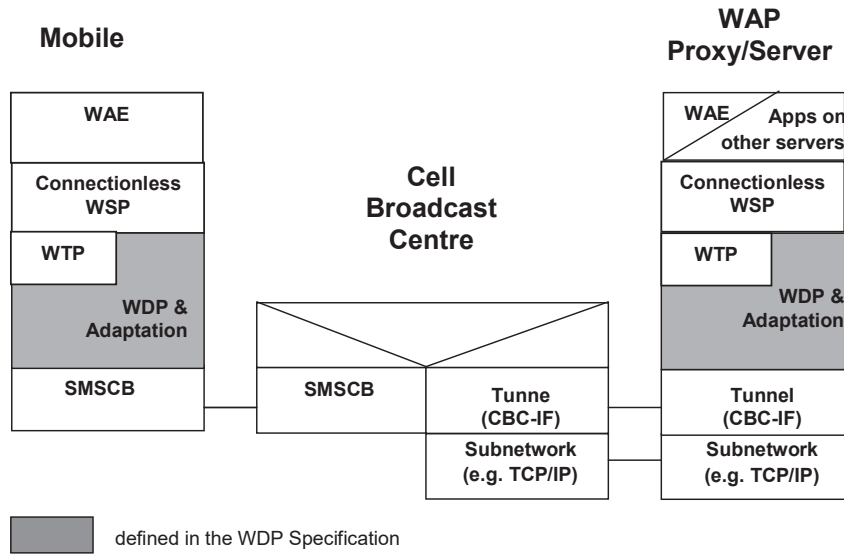 Mobile
WAP
Proxy/Server
WAE
Connectionless
WSP
WTP
WDP &
Adaptation
SMSCB
Cell
Broadcast
Centre
SMSCB
Tunne
(CBC-IF)
Subnetwork
(e.g. TCP/IP)
WAE
Apps on
other servers
Connectionless
WSP
WTP
WDP &
Adaptation
Tunnel
(CBC-IF)
Subnetwork
(e.g. TCP/IP)
defined in the WDP Specification